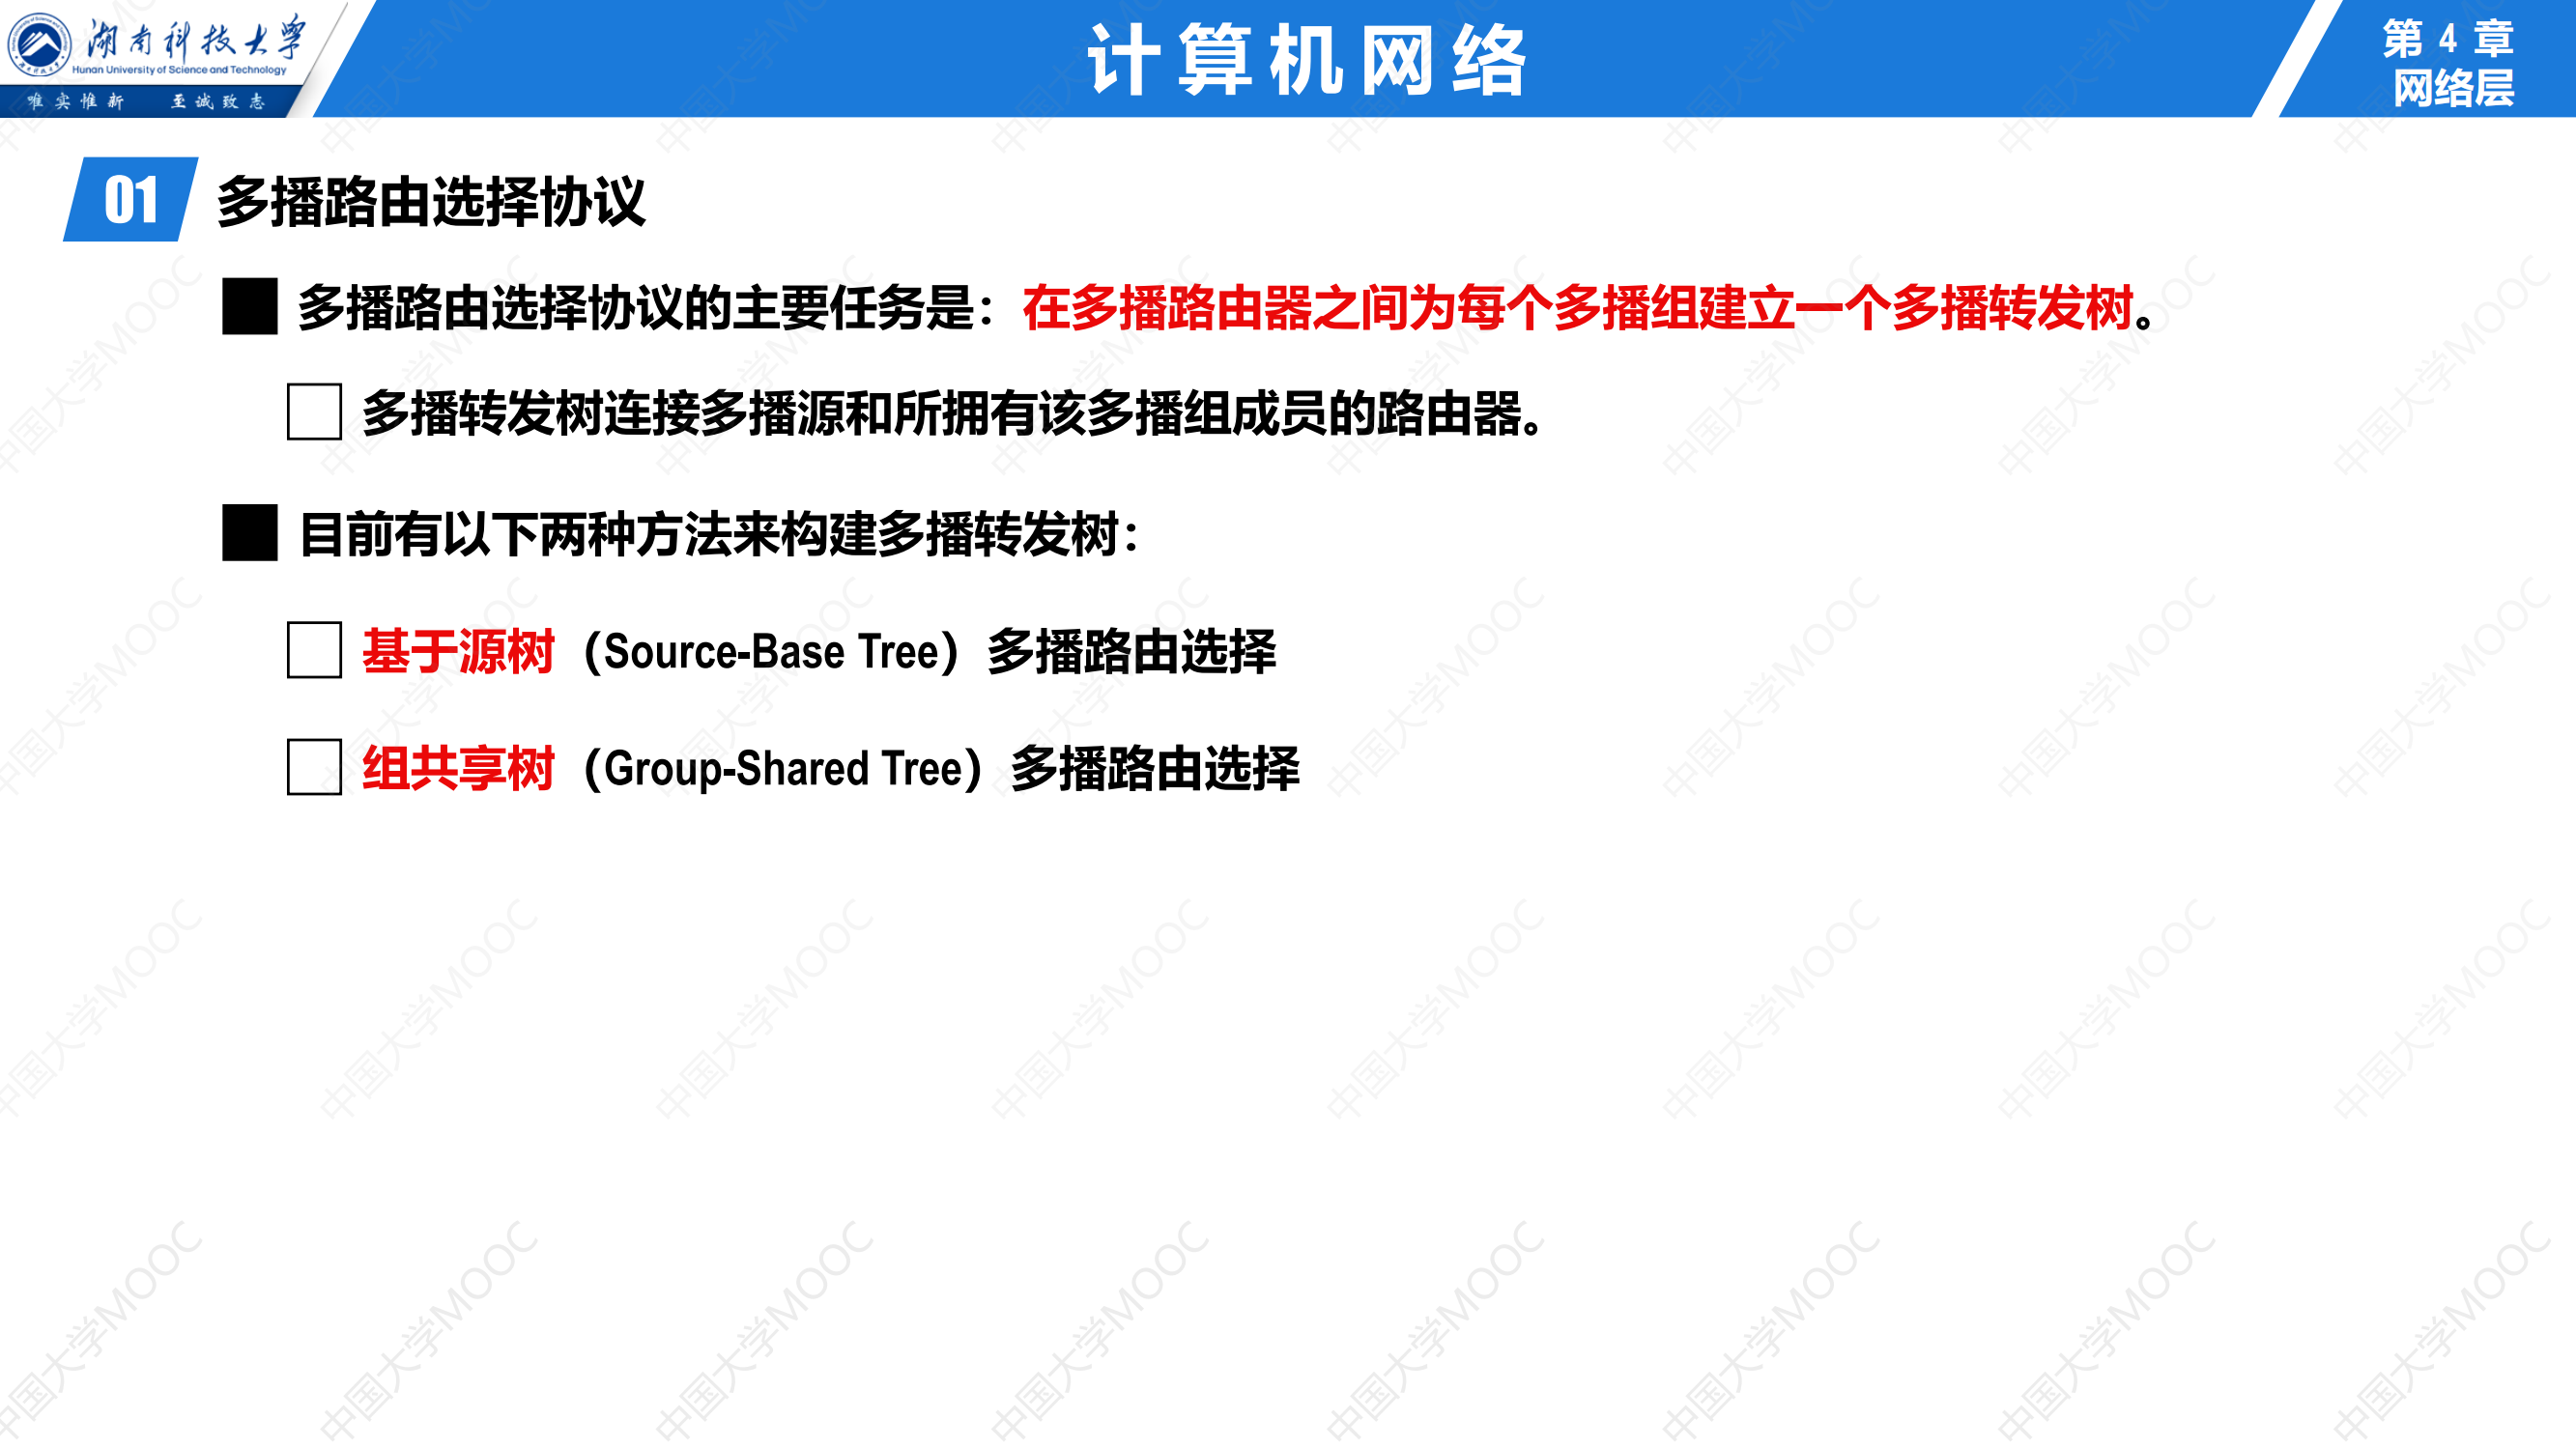 湖南科技大学
Hunan University of Science and Technology
唯实惟新 至诚致志
计算机网络
第 4 章
网络层
01 多播路由选择协议
多播路由选择协议的主要任务是：在多播路由器之间为每个多播组建立一个多播转发树。
多播转发树连接多播源和所拥有该多播组成员的路由器。
目前有以下两种方法来构建多播转发树：
基于源树（Source-Base Tree）多播路由选择
组共享树（Group-Shared Tree）多播路由选择
中国大学MOOC